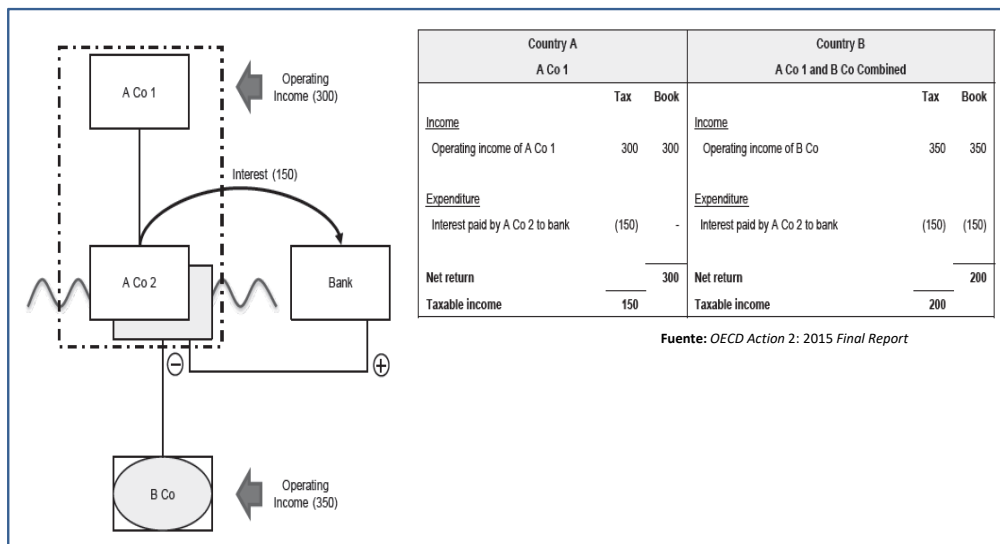 A Co 1
Operating
Income (300)
Interest (150)
A Co 2
Bank
B Co
Operating
Income (350)
Country A
A Co 1
Country B
A Co 1 and B Co Combined
Tax Book Tax Book
Income Income
Operating income of A Co 1 300 300 Operating income of B Co 350 350
Expenditure Expenditure
Interest paid by A Co 2 to bank (150) - Interest paid by A Co 2 to bank (150) (150)
Net return 300 Net return 200
Taxable income 150 Taxable income 200
Fuente: OECD Action 2: 2015 Final Report